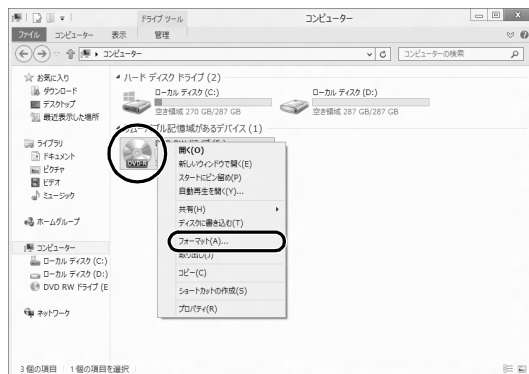 ドライブ ツール
コンピューター
ファイル
コンピューター
表示
管理
コンピューター
コンピューターの検索
お気に入り
ダウンロード
デスクトップ
最近表示した場所
ライブラリ
ドキュメント
ピクチャ
ビデオ
ミュージック
ホームグループ
コンピューター
ローカル ディスク (C:)
ローカル ディスク (D:)
DVD RW ドライブ (E
ネットワーク
ハード ディスク ドライブ (2)
ローカル ディスク (C:)
空き領域 270 GB/287 GB
ローカル ディスク (D:)
空き領域 287 GB/287 GB
リムーバブル記憶域があるデバイス (1)
DVD-R
開く(O)
新しいウィンドウで開く(E)
スタートにピン留め(P)
自動再生を開く(Y)...
共有(H)
ディスクに書き込む(T)
フォーマット(A)...
取り出し(J)
コピー(C)
ショートカットの作成(S)
プロパティ(R)
3 個の項目
1 個の項目を選択